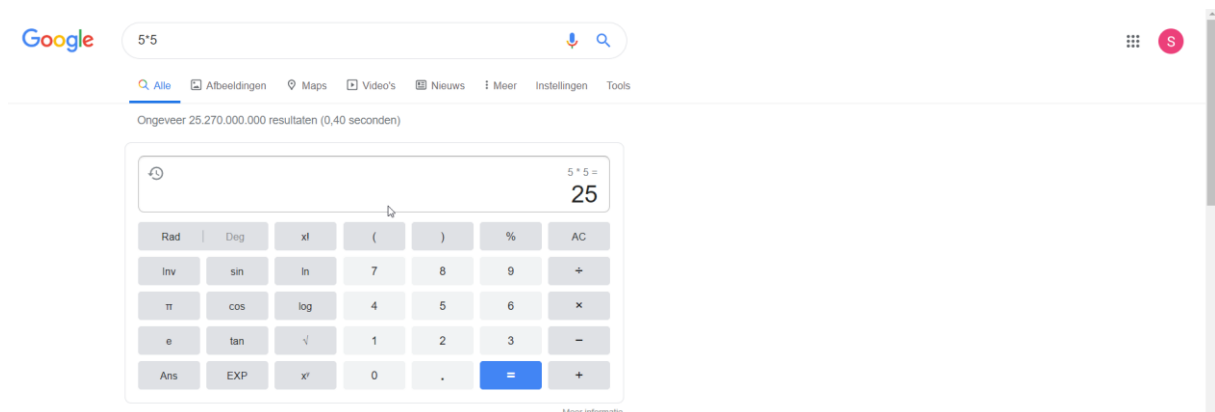 Google
5*5
S
Alle Afbeeldingen Maps Video's Nieuws Meer Instellingen Tools
Ongeveer 25.270.000.000 resultaten (0,40 seconden)
5 * 5 =
25
Rad Deg x! ( ) % AC
Inv sin ln 7 8 9 ÷
π cos log 4 5 6 ×
e tan √ 1 2 3 −
Ans EXP xʸ 0 . = +
Meer informatie